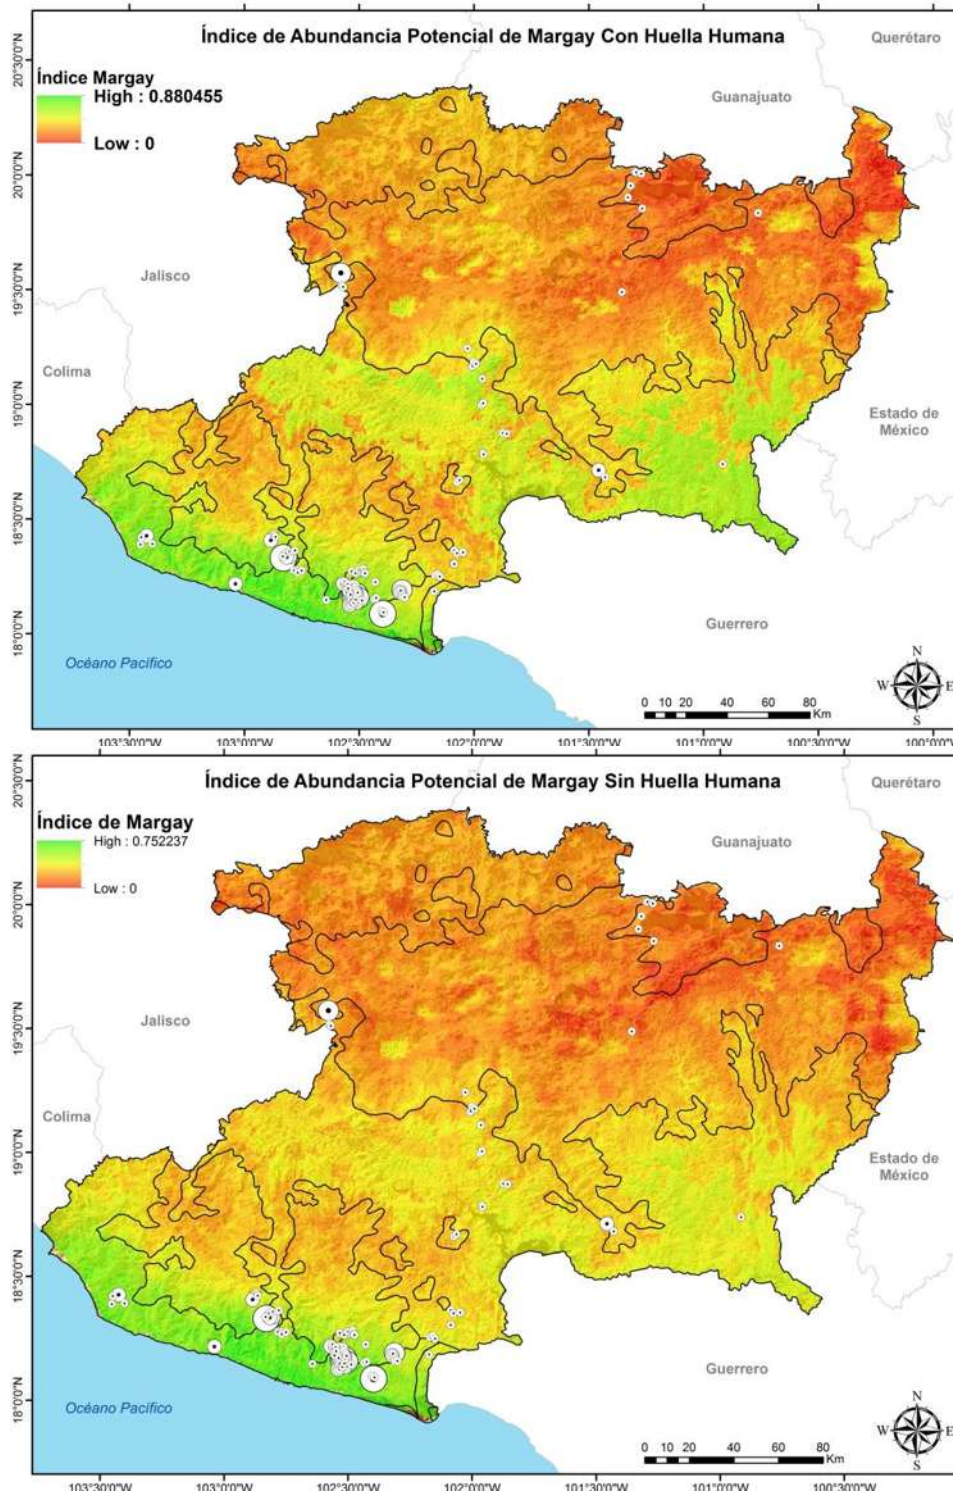 Índice de Abundancia Potencial de Margay Con Huella Humana
Querétaro
Índice Margay
High : 0.880455
Low : 0
Guanajuato
Jalisco
Colima
Estado de
México
Guerrero
Océano Pacífico
N
W
E
S
0 10 20 40 60 80
Km
20°30'0"N
20°0'0"N
19°30'0"N
19°0'0"N
18°30'0"N
18°0'0"N
103°30'0"W
103°0'0"W
102°30'0"W
102°0'0"W
101°30'0"W
101°0'0"W
100°30'0"W
100°0'0"W
Índice de Abundancia Potencial de Margay Sin Huella Humana
Querétaro
Índice de Margay
High : 0.752237
Low : 0
Guanajuato
Jalisco
Colima
Estado de
México
Guerrero
Océano Pacífico
N
W
E
S
0 10 20 40 60 80
Km
20°30'0"N
20°0'0"N
19°30'0"N
19°0'0"N
18°30'0"N
18°0'0"N
103°30'0"W
103°0'0"W
102°30'0"W
102°0'0"W
101°30'0"W
101°0'0"W
100°30'0"W